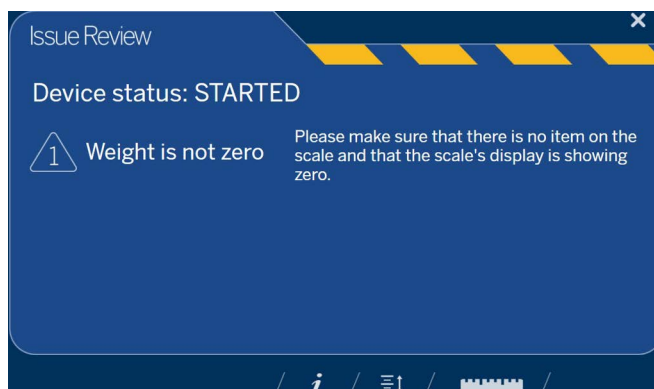 Issue Review
Device status: STARTED
1 Weight is not zero
Please make sure that there is no item on the
scale and that the scale's display is showing
zero.
i